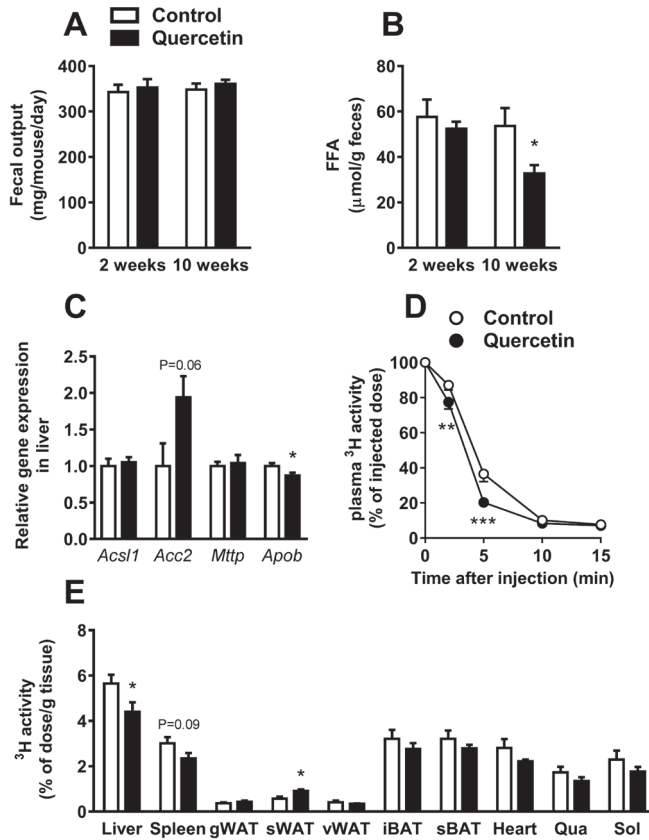 A
Control
Quercetin
Fecal output
(mg/mouse/day)
400
300
200
100
0
2 weeks 10 weeks
B
FFA
(μmol/g feces)
80
60
40
20
0
*
2 weeks 10 weeks
C
Relative gene expression
in liver
2.5
2.0
1.5
1.0
0.5
0.0
P=0.06
*
Acsl1 Acc2 Mttp Apob
D
Control
Quercetin
plasma ³H activity
(% of injected dose)
100
80
60
40
20
0
**
***
0 5 10 15
Time after injection (min)
E
³H activity
(% of dose/g tissue)
8
6
4
2
0
*
P=0.09
*
Liver Spleen gWAT sWAT vWAT iBAT sBAT Heart Qua Sol